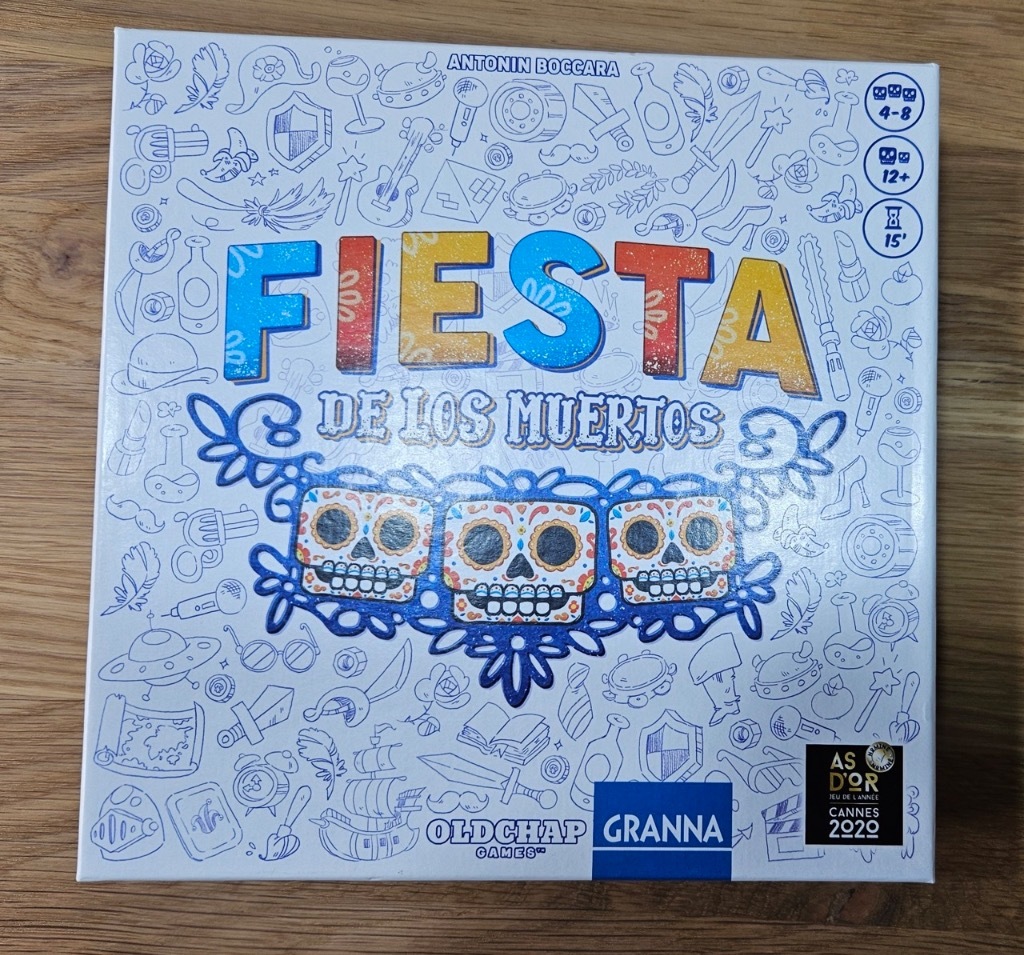 ANTONIN BOCCARA
4-8
12+
15'
FIESTA
DE LOS MUERTOS
OLDCHAP
GAMES™
GRANNA
AS
D'OR
JEU DE L'ANNÉE
CANNES
2020